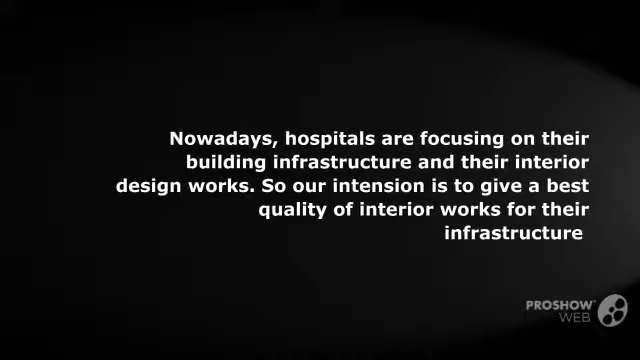 Nowadays, hospitals are focusing on their
building infrastructure and their interior
design works. So our intension is to give a best
quality of interior works for their
infrastructure
PROSHOW
WEB